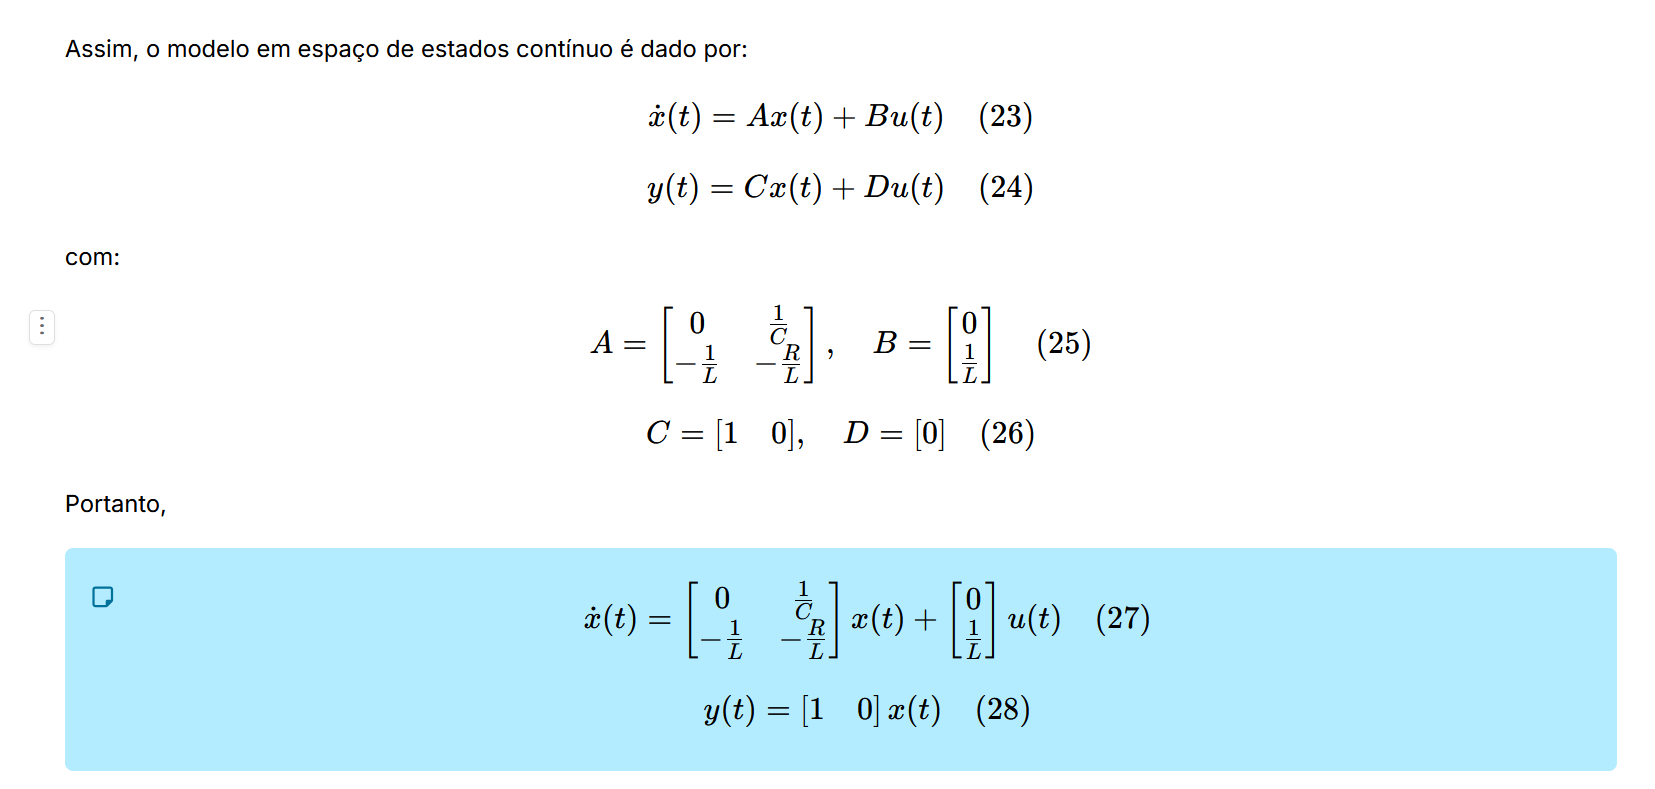 Assim, o modelo em espaço de estados contínuo é dado por:
ẋ(t) = Ax(t) + Bu(t) (23)
y(t) = Cx(t) + Du(t) (24)
com:
A = [0 1/C; −1/L −R/L], B = [0; 1/L] (25)
C = [1 0], D = [0] (26)
Portanto,
ẋ(t) = [0 1/C; −1/L −R/L] x(t) + [0; 1/L] u(t) (27)
y(t) = [1 0] x(t) (28)